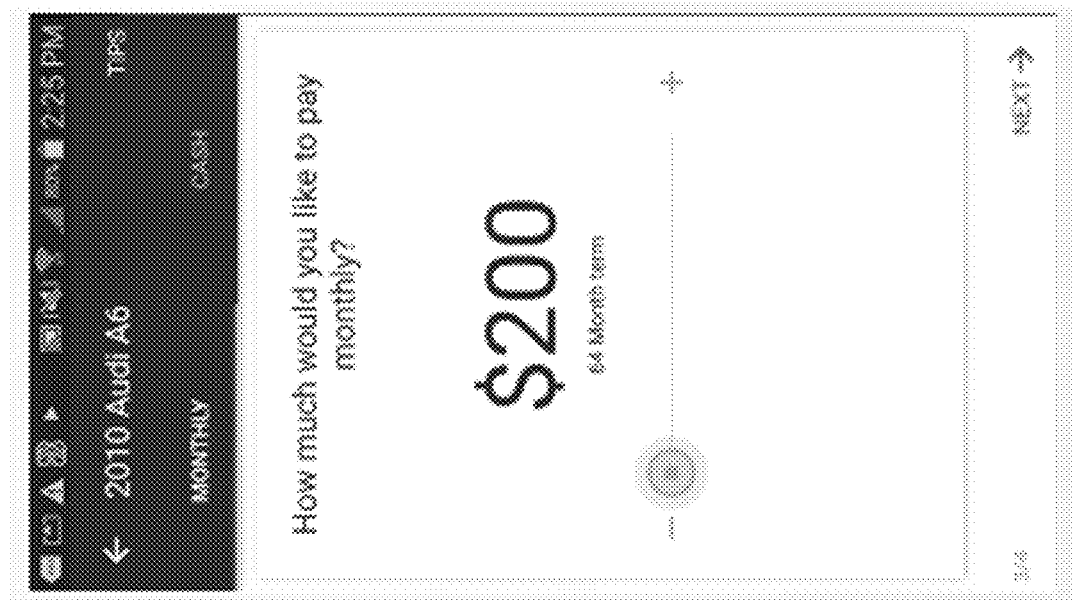 2:25 PM
← 2010 Audi A6 TIPS
MONTHLY CASH
How much would you like to pay
monthly?
$200
64 Month term
− +
NEXT →